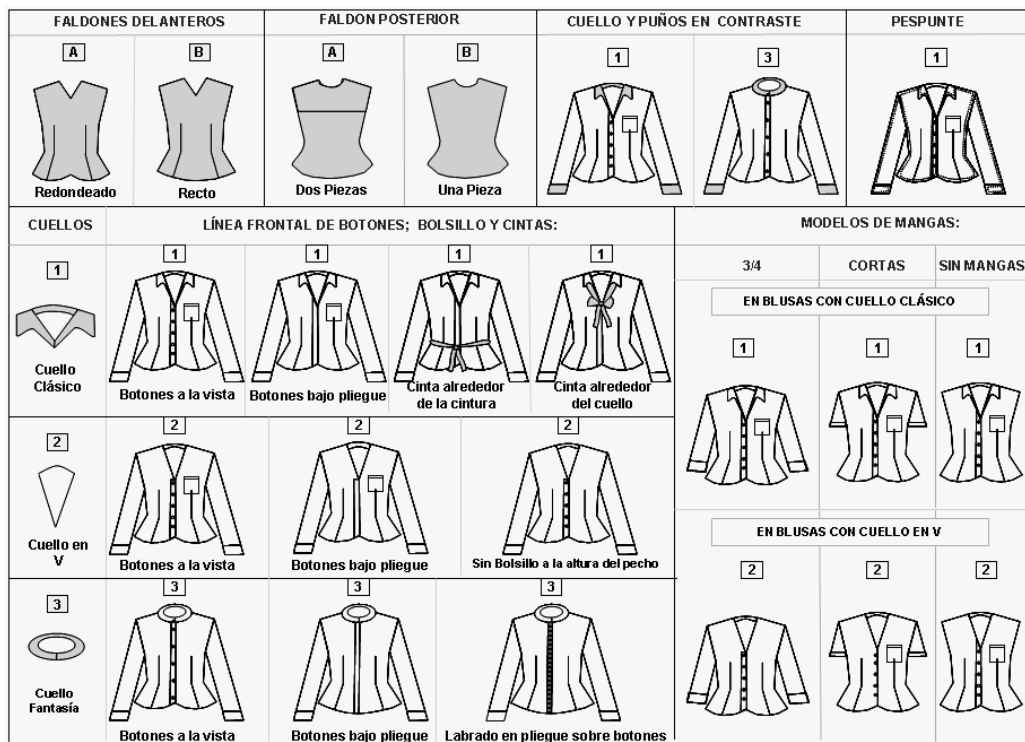 FALDONES DELANTEROS
A
B
Redondeado
Recto
FALDON POSTERIOR
A
B
Dos Piezas
Una Pieza
CUELLO Y PUÑOS EN CONTRASTE
1
3
PESPUNTE
1
CUELLOS
LÍNEA FRONTAL DE BOTONES; BOLSILLO Y CINTAS:
1
Cuello
Clásico
1
Botones a la vista
1
Botones bajo pliegue
1
Cinta alrededor
de la cintura
1
Cinta alrededor
del cuello
2
Cuello en
V
2
Botones a la vista
2
Botones bajo pliegue
2
Sin Bolsillo a la altura del pecho
3
Cuello
Fantasía
3
Botones a la vista
3
Botones bajo pliegue
3
Labrado en pliegue sobre botones
MODELOS DE MANGAS:
3/4
CORTAS
SIN MANGAS
EN BLUSAS CON CUELLO CLÁSICO
1
1
1
EN BLUSAS CON CUELLO EN V
2
2
2